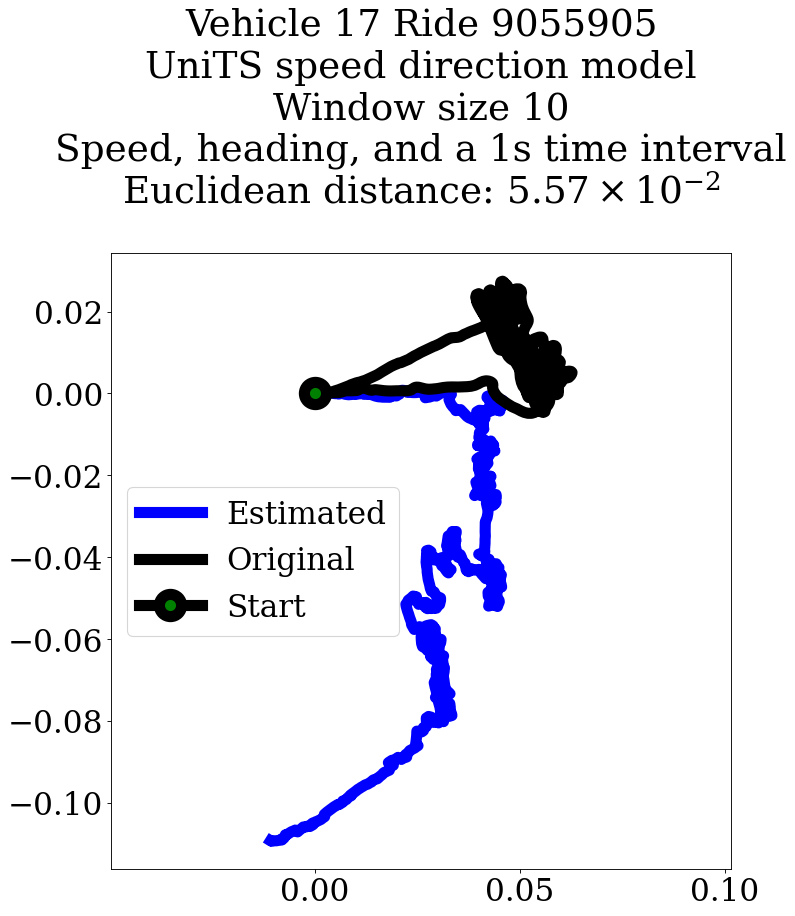 Vehicle 17 Ride 9055905
UniTS speed direction model
Window size 10
Speed, heading, and a 1s time interval
Euclidean distance: 5.57 × 10⁻²
0.02
0.00
−0.02
−0.04
−0.06
−0.08
−0.10
Estimated
Original
Start
0.00 0.05 0.10